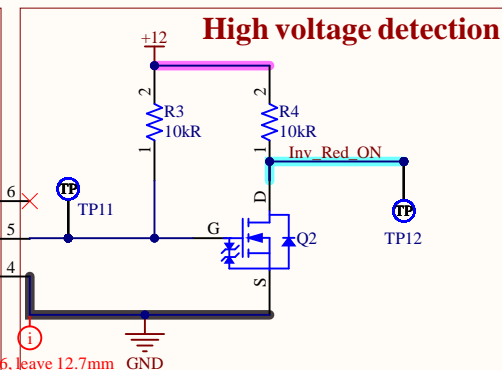 High voltage detection
+12
2
2
R3
R4
10kR
10kR
1
1
Inv_Red_ON
6
TP
TP11
D
TP
TP12
5
G
Q2
4
S
i
6, leave 12.7mm
GND